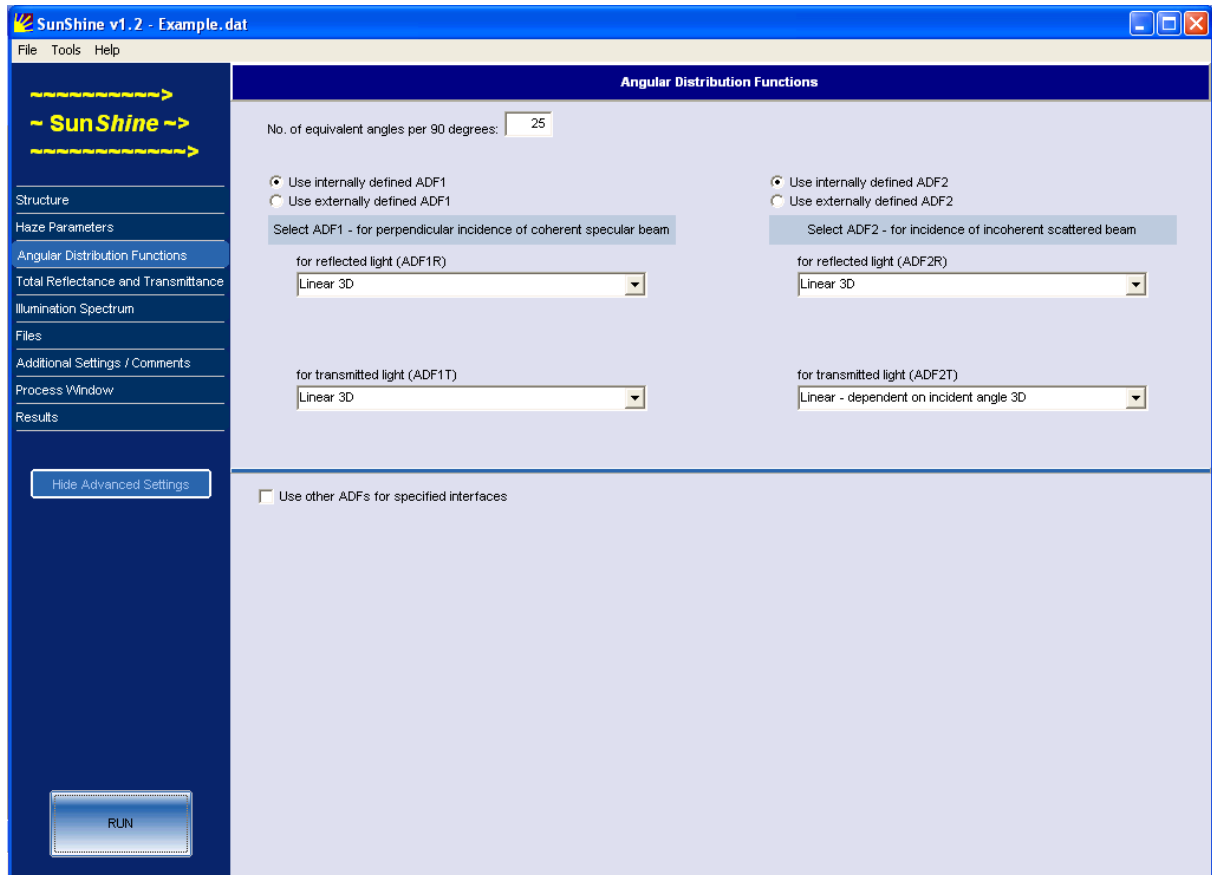 SunShine v1.2 - Example.dat
File Tools Help
~~~~~~~~~~~>
~ SunShine ~>
~~~~~~~~~~~~~>
Structure
Haze Parameters
Angular Distribution Functions
Total Reflectance and Transmittance
Illumination Spectrum
Files
Additional Settings / Comments
Process Window
Results
Hide Advanced Settings
RUN
Angular Distribution Functions
No. of equivalent angles per 90 degrees: 25
Use internally defined ADF1
Use externally defined ADF1
Select ADF1 - for perpendicular incidence of coherent specular beam
for reflected light (ADF1R)
Linear 3D
for transmitted light (ADF1T)
Linear 3D
Use internally defined ADF2
Use externally defined ADF2
Select ADF2 - for incidence of incoherent scattered beam
for reflected light (ADF2R)
Linear 3D
for transmitted light (ADF2T)
Linear - dependent on incident angle 3D
Use other ADFs for specified interfaces